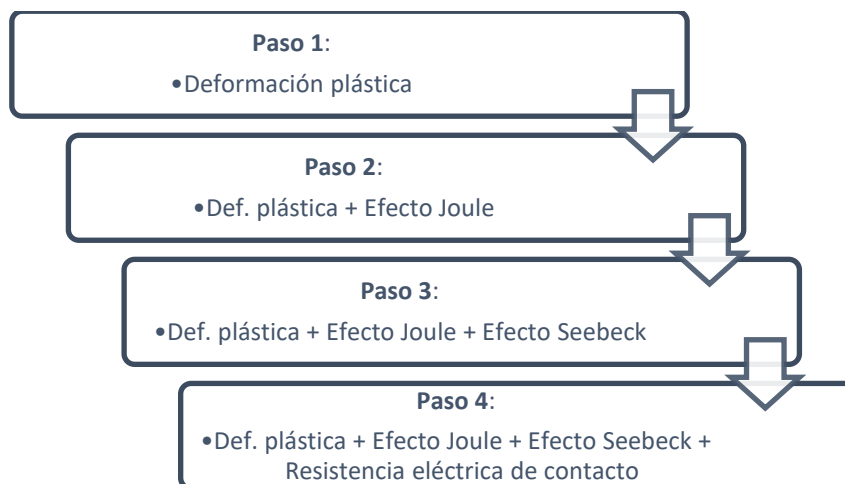 Paso 1:
•Deformación plástica
Paso 2:
•Def. plástica + Efecto Joule
Paso 3:
•Def. plástica + Efecto Joule + Efecto Seebeck
Paso 4:
•Def. plástica + Efecto Joule + Efecto Seebeck +
Resistencia eléctrica de contacto